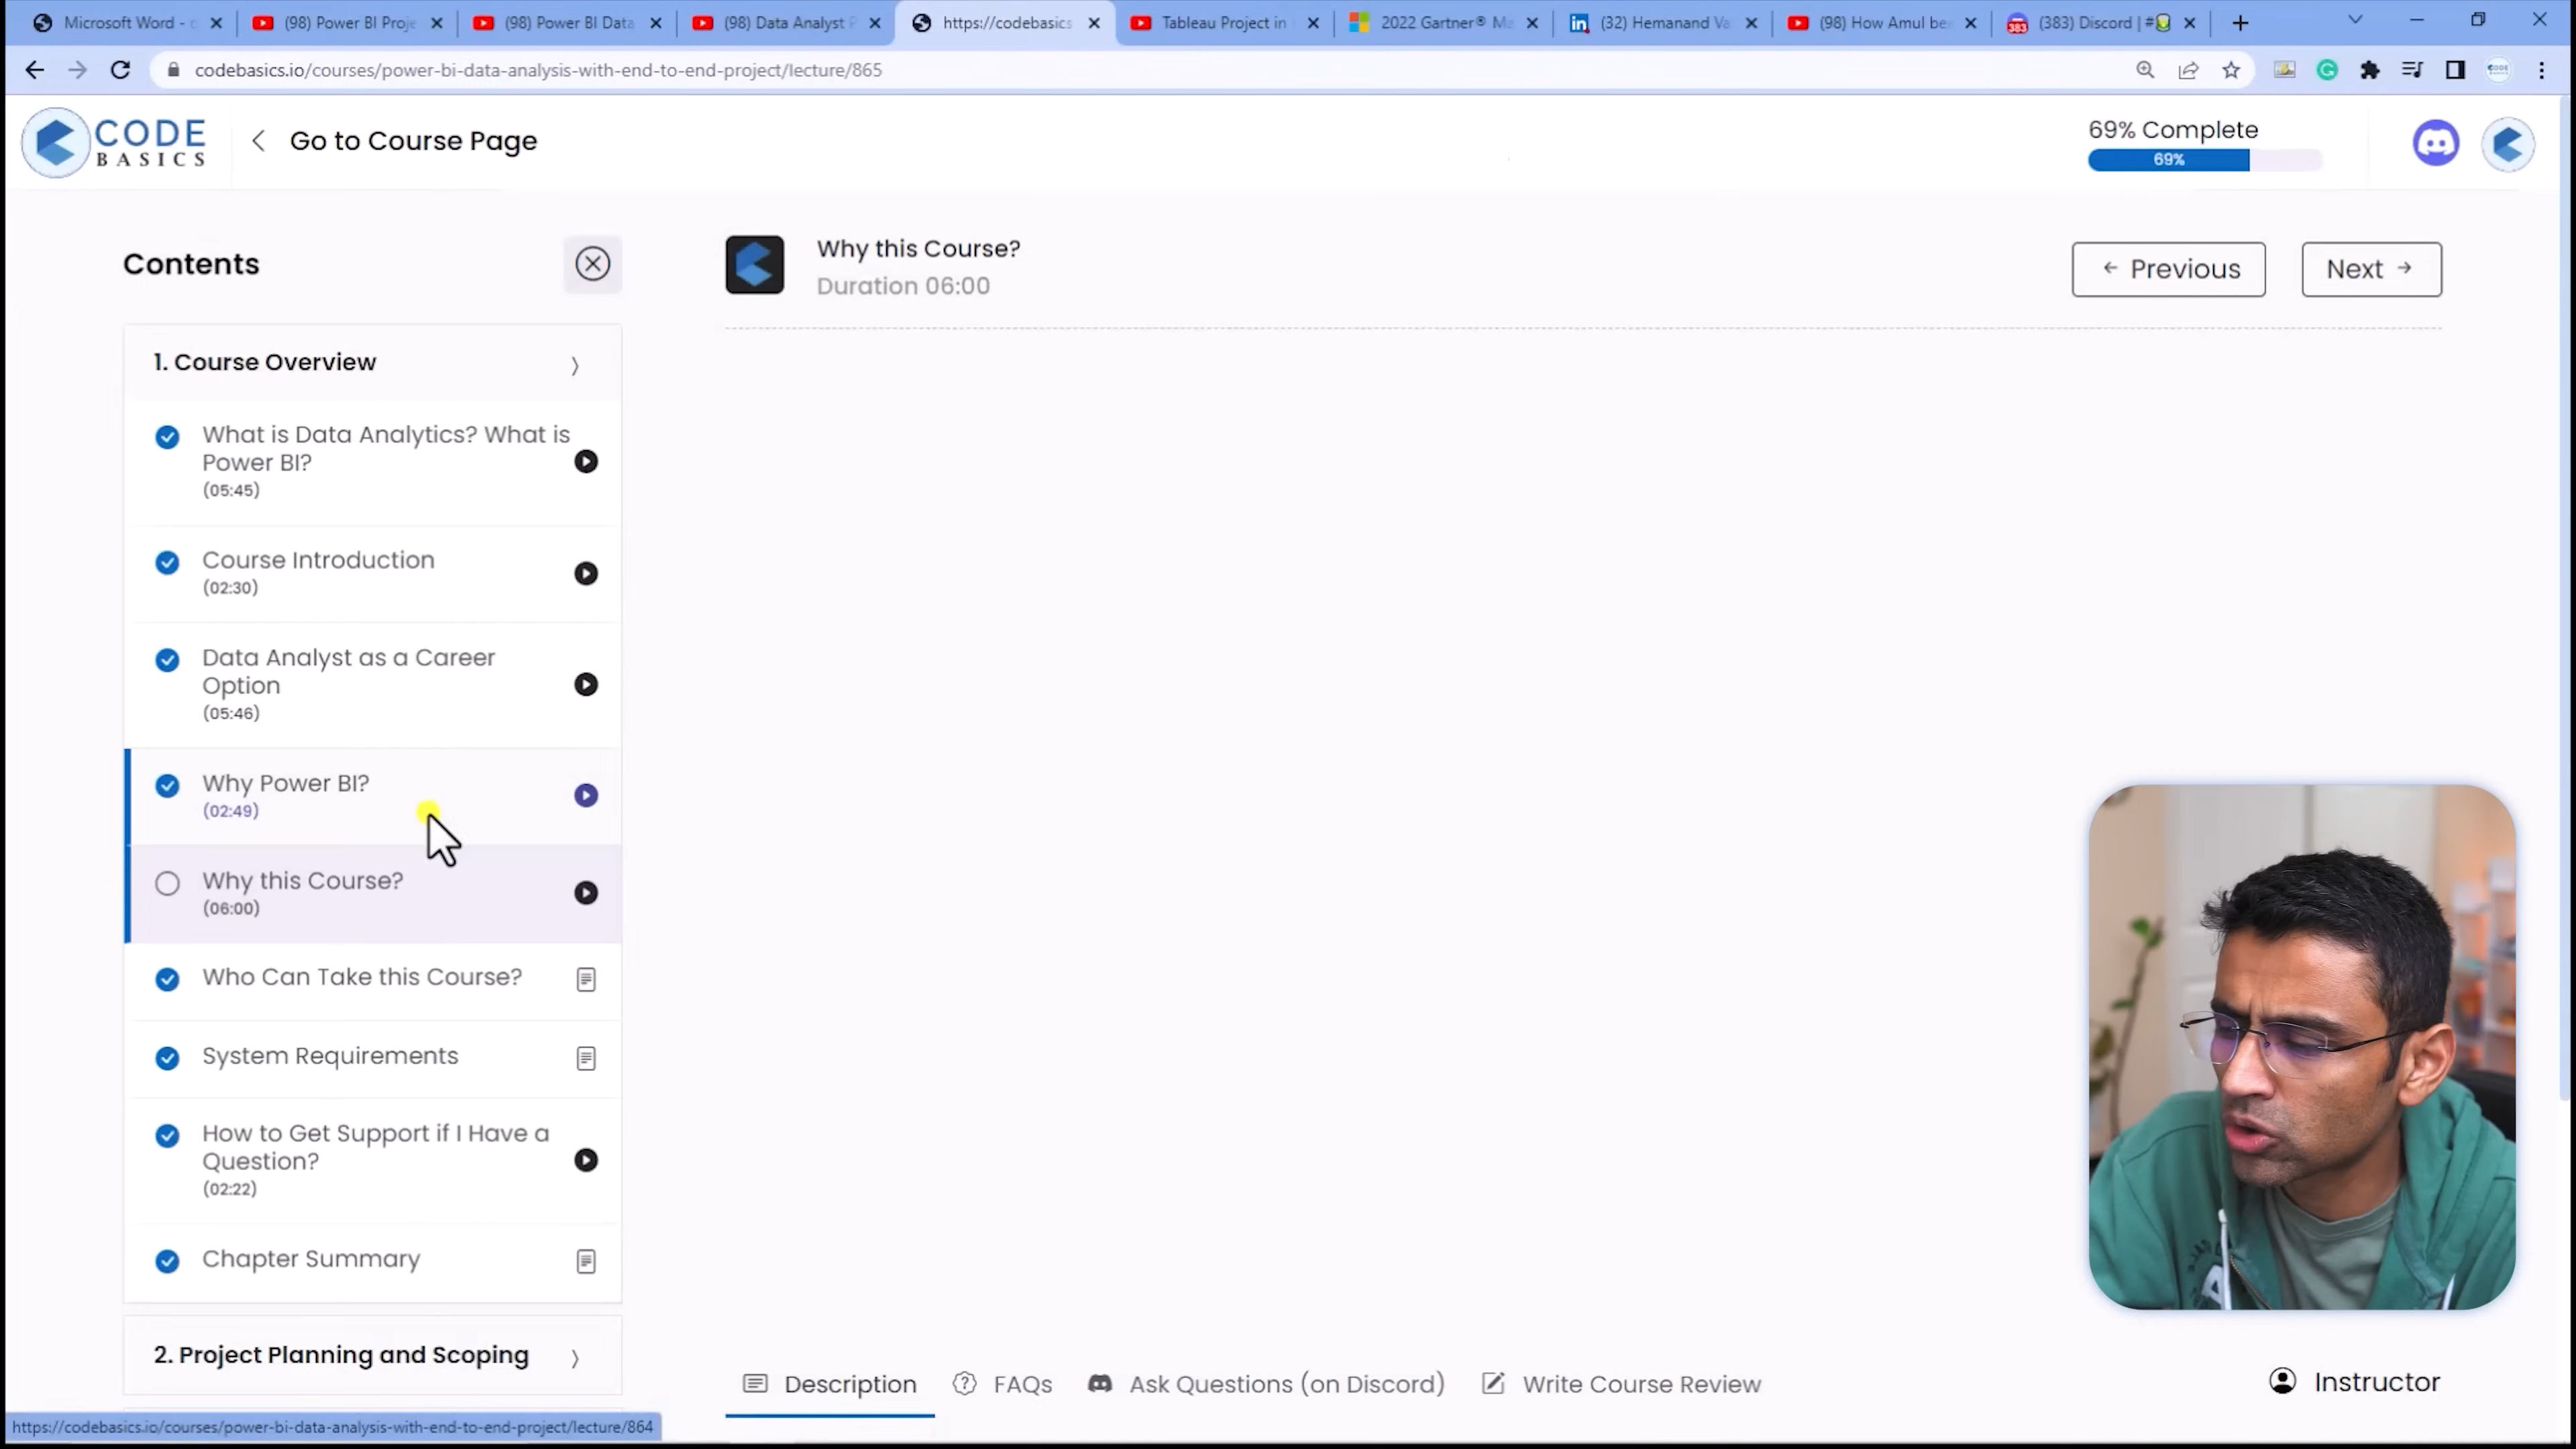 Microsoft Word - c
(98) Power BI Proje
(98) Power BI Data
(98) Data Analyst P
https://codebasics
Tableau Project in
2022 Gartner® Ma
(32) Hemanand Va
(98) How Amul be
(383) Discord | #
codebasics.io/courses/power-bi-data-analysis-with-end-to-end-project/lecture/865
CODE
BASICS
Go to Course Page
69% Complete
69%
Contents
Why this Course?
Duration 06:00
← Previous
Next →
1. Course Overview
What is Data Analytics? What is
Power BI?
(05:45)
Course Introduction
(02:30)
Data Analyst as a Career
Option
(05:46)
Why Power BI?
(02:49)
Why this Course?
(06:00)
Who Can Take this Course?
System Requirements
How to Get Support if I Have a
Question?
(02:22)
Chapter Summary
2. Project Planning and Scoping
Description
FAQs
Ask Questions (on Discord)
Write Course Review
Instructor
https://codebasics.io/courses/power-bi-data-analysis-with-end-to-end-project/lecture/864